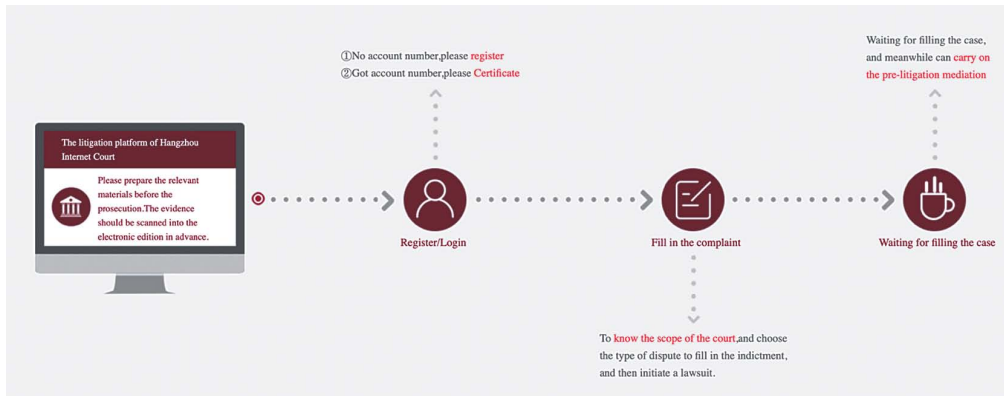 The litigation platform of Hangzhou
Internet Court
Please prepare the relevant
materials before the
prosecution.The evidence
should be scanned into the
electronic edition in advance.
①No account number,please register
②Got account number,please Certificate
Register/Login
Fill in the complaint
To know the scope of the court,and choose
the type of dispute to fill in the indictment,
and then initiate a lawsuit.
Waiting for filling the case,
and meanwhile can carry on
the pre-litigation mediation
Waiting for filling the case